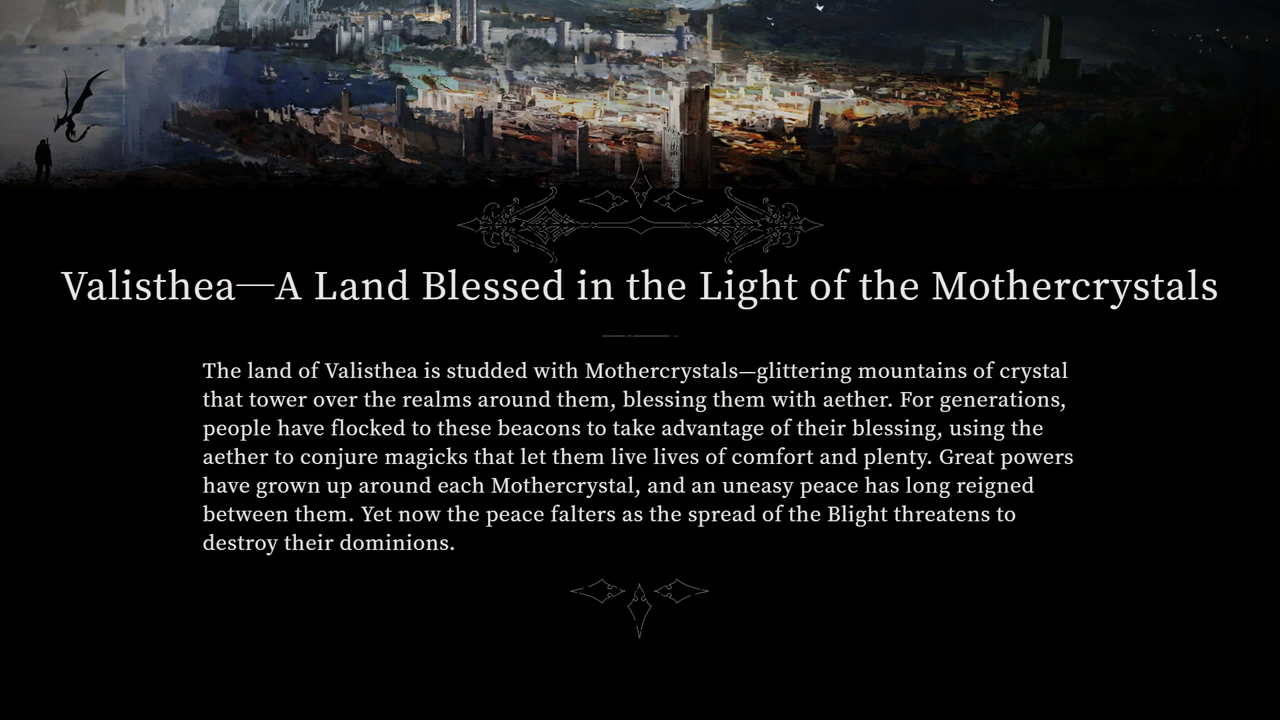 Valisthea—A Land Blessed in the Light of the Mothercrystals
The land of Valisthea is studded with Mothercrystals—glittering mountains of crystal
that tower over the realms around them, blessing them with aether. For generations,
people have flocked to these beacons to take advantage of their blessing, using the
aether to conjure magicks that let them live lives of comfort and plenty. Great powers
have grown up around each Mothercrystal, and an uneasy peace has long reigned
between them. Yet now the peace falters as the spread of the Blight threatens to
destroy their dominions.